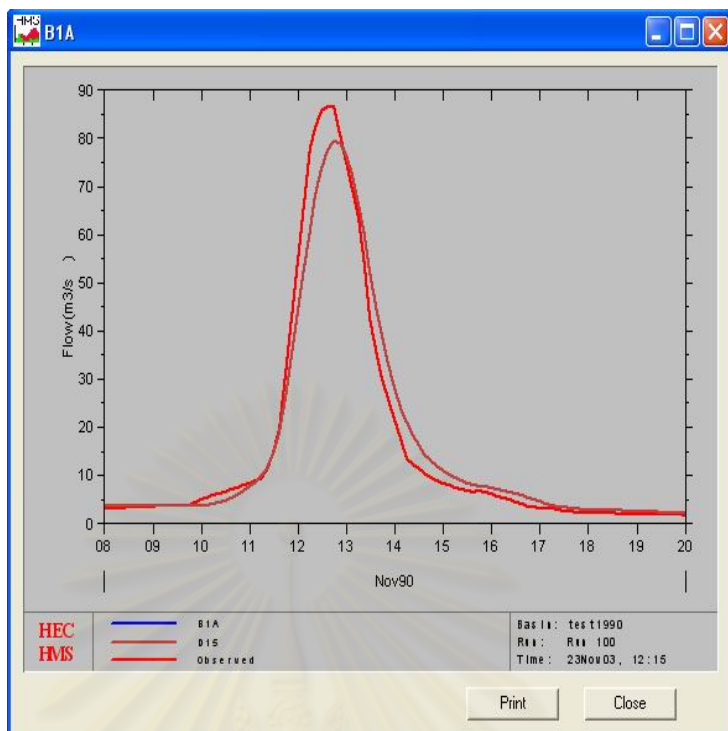 HMS
B1A
90
80
70
60
50
40
30
20
10
0
Flow (m3/s )
08 09 10 11 12 13 14 15 16 17 18 19 20
Nov90
HEC
HMS
B1A
D15
Observed
Basin: test1990
Run: Run 100
Time: 23Nov03, 12:15
Print Close